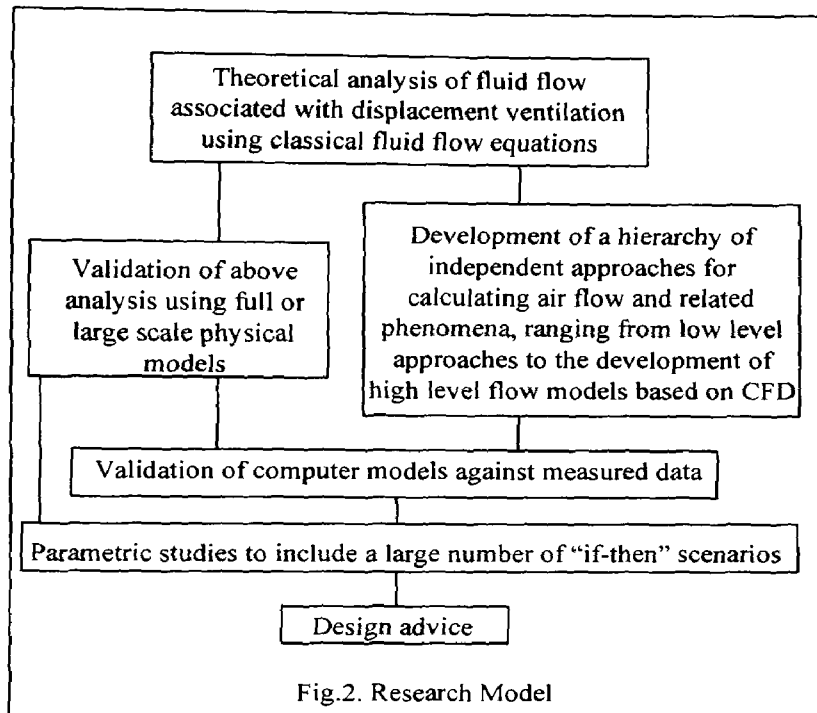 Theoretical analysis of fluid flow
associated with displacement ventilation
using classical fluid flow equations
Validation of above
analysis using full or
large scale physical
models
Development of a hierarchy of
independent approaches for
calculating air flow and related
phenomena, ranging from low level
approaches to the development of
high level flow models based on CFD
Validation of computer models against measured data
Parametric studies to include a large number of "if-then" scenarios
Design advice
Fig.2. Research Model